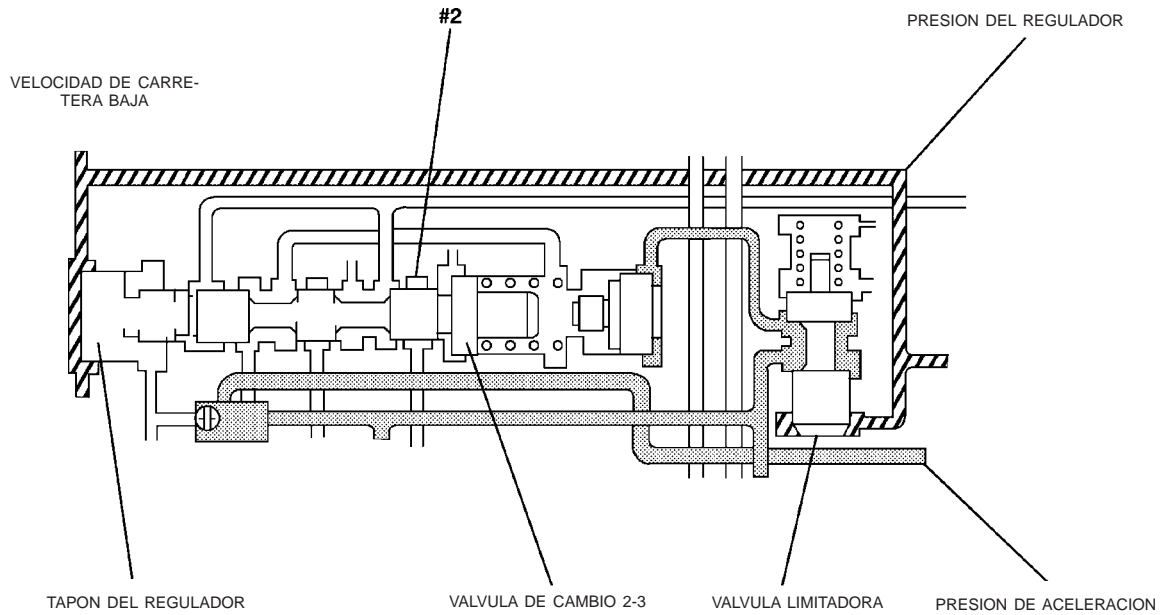 #2
PRESION DEL REGULADOR
VELOCIDAD DE CARRE-
TERA BAJA
TAPON DEL REGULADOR
VALVULA DE CAMBIO 2-3
VALVULA LIMITADORA
PRESION DE ACELERACION